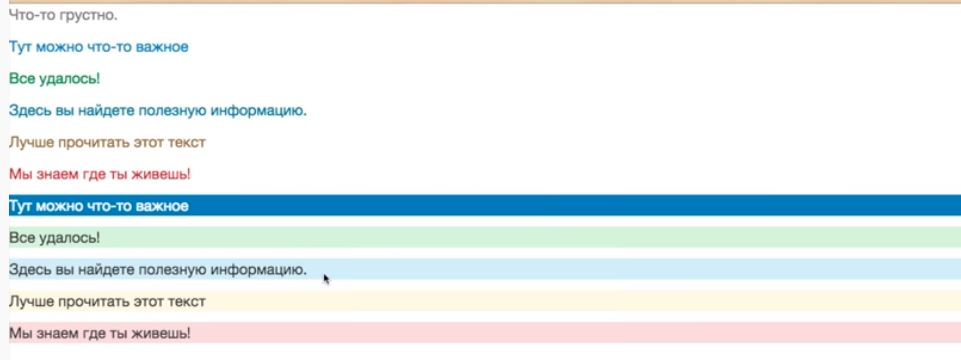 Что-то грустно.
Тут можно что-то важное
Все удалось!
Здесь вы найдете полезную информацию.
Лучше прочитать этот текст
Мы знаем где ты живешь!
Тут можно что-то важное
Все удалось!
Здесь вы найдете полезную информацию.
Лучше прочитать этот текст
Мы знаем где ты живешь!